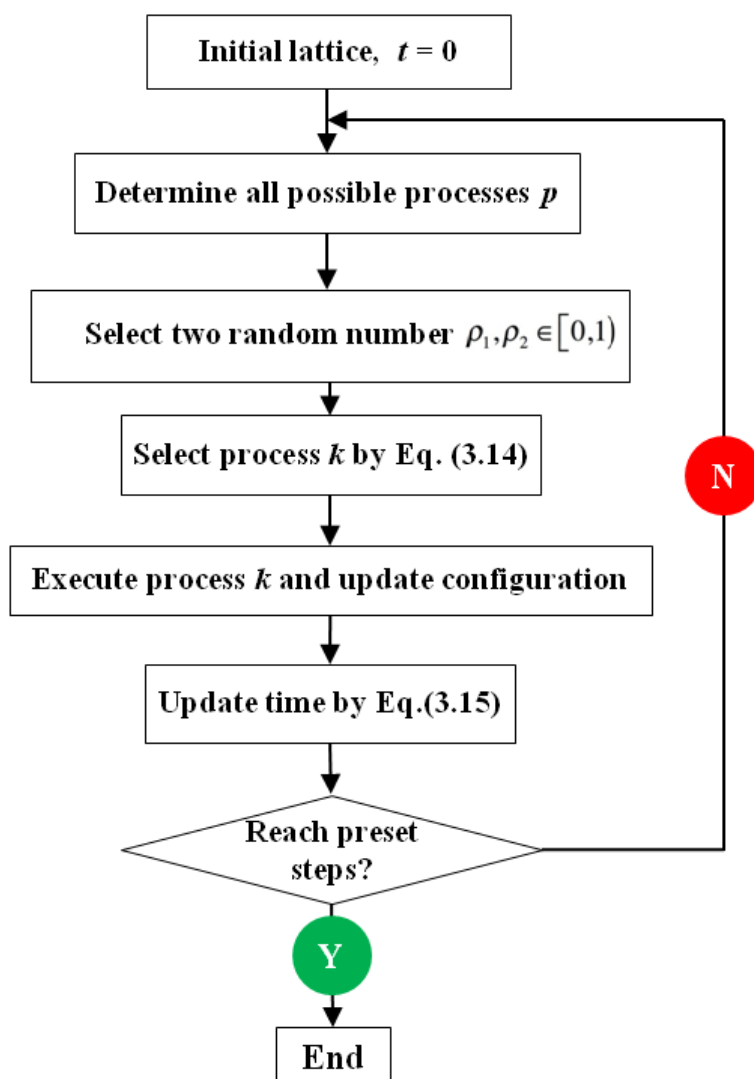 Initial lattice, t = 0
Determine all possible processes p
Select two random number ρ₁,ρ₂ ∈[0,1)
Select process k by Eq. (3.14)
N
Execute process k and update configuration
Update time by Eq.(3.15)
Reach preset
steps?
Y
End